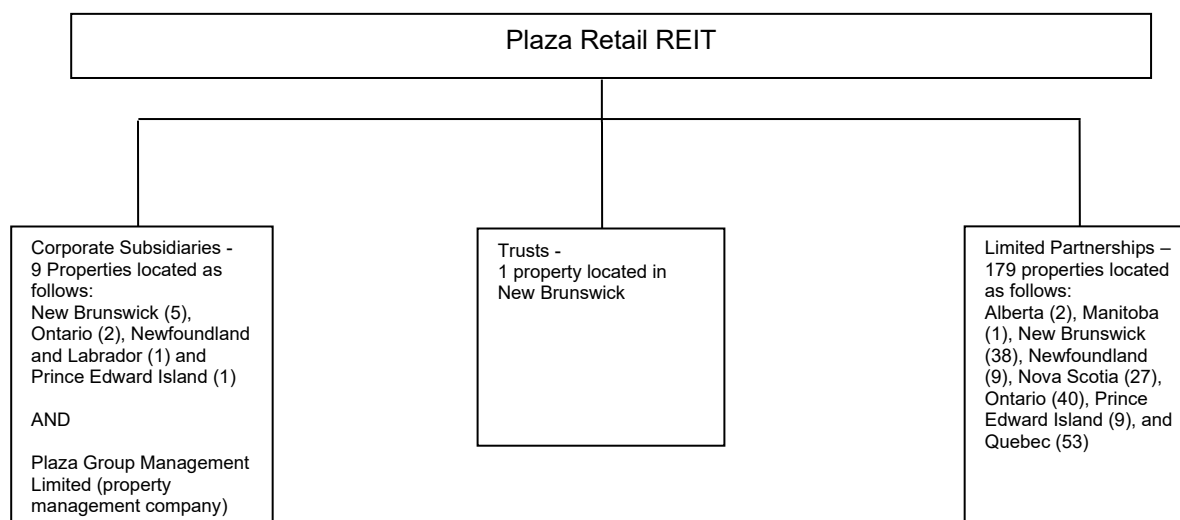 Plaza Retail REIT
Corporate Subsidiaries -
9 Properties located as
follows:
New Brunswick (5),
Ontario (2), Newfoundland
and Labrador (1) and
Prince Edward Island (1)
AND
Plaza Group Management
Limited (property
management company)
Trusts -
1 property located in
New Brunswick
Limited Partnerships –
179 properties located
as follows:
Alberta (2), Manitoba
(1), New Brunswick
(38), Newfoundland
(9), Nova Scotia (27),
Ontario (40), Prince
Edward Island (9), and
Quebec (53)